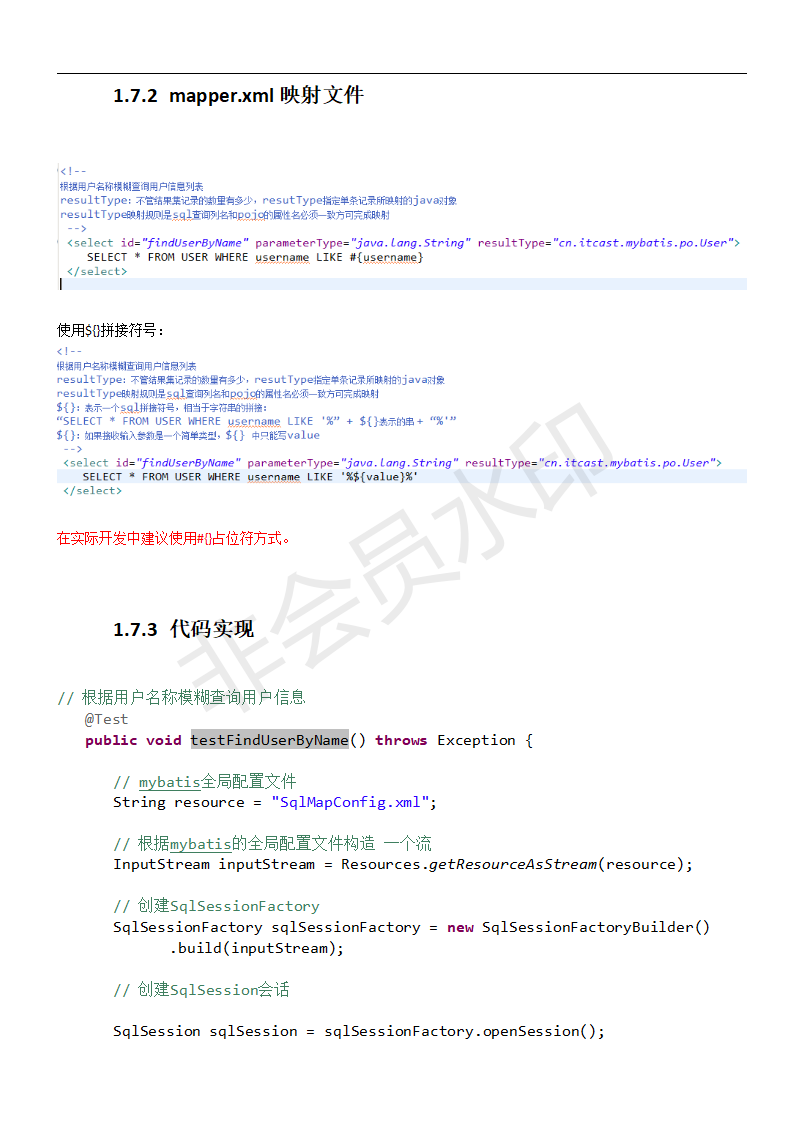 1.7.2 mapper.xml 映射文件
<!--
根据用户名称模糊查询用户信息列表
resultType：不管结果集记录的数量有多少，resutType指定单条记录所映射的java对象
resultType映射规则是sql查询列名和pojo的属性名必须一致方可完成映射
-->
<select id="findUserByName" parameterType="java.lang.String" resultType="cn.itcast.mybatis.po.User">
SELECT * FROM USER WHERE username LIKE #{username}
</select>
使用${}拼接符号：
<!--
根据用户名称模糊查询用户信息列表
resultType：不管结果集记录的数量有多少，resutType指定单条记录所映射的java对象
resultType映射规则是sql查询列名和pojo的属性名必须一致方可完成映射
${}：表示一个sql拼接符号，相当于字符串的拼接：
“SELECT * FROM USER WHERE username LIKE '%” + ${}表示的串 + “%'”
${}：如果接收输入参数是一个简单类型，${} 中只能写value
-->
<select id="findUserByName" parameterType="java.lang.String" resultType="cn.itcast.mybatis.po.User">
SELECT * FROM USER WHERE username LIKE '%${value}%'
</select>
在实际开发中建议使用#{}占位符方式。
非会员水印
1.7.3 代码实现
// 根据用户名称模糊查询用户信息
@Test
public void testFindUserByName() throws Exception {
// mybatis全局配置文件
String resource = "SqlMapConfig.xml";
// 根据mybatis的全局配置文件构造 一个流
InputStream inputStream = Resources.getResourceAsStream(resource);
// 创建SqlSessionFactory
SqlSessionFactory sqlSessionFactory = new SqlSessionFactoryBuilder()
.build(inputStream);
// 创建SqlSession会话
SqlSession sqlSession = sqlSessionFactory.openSession();